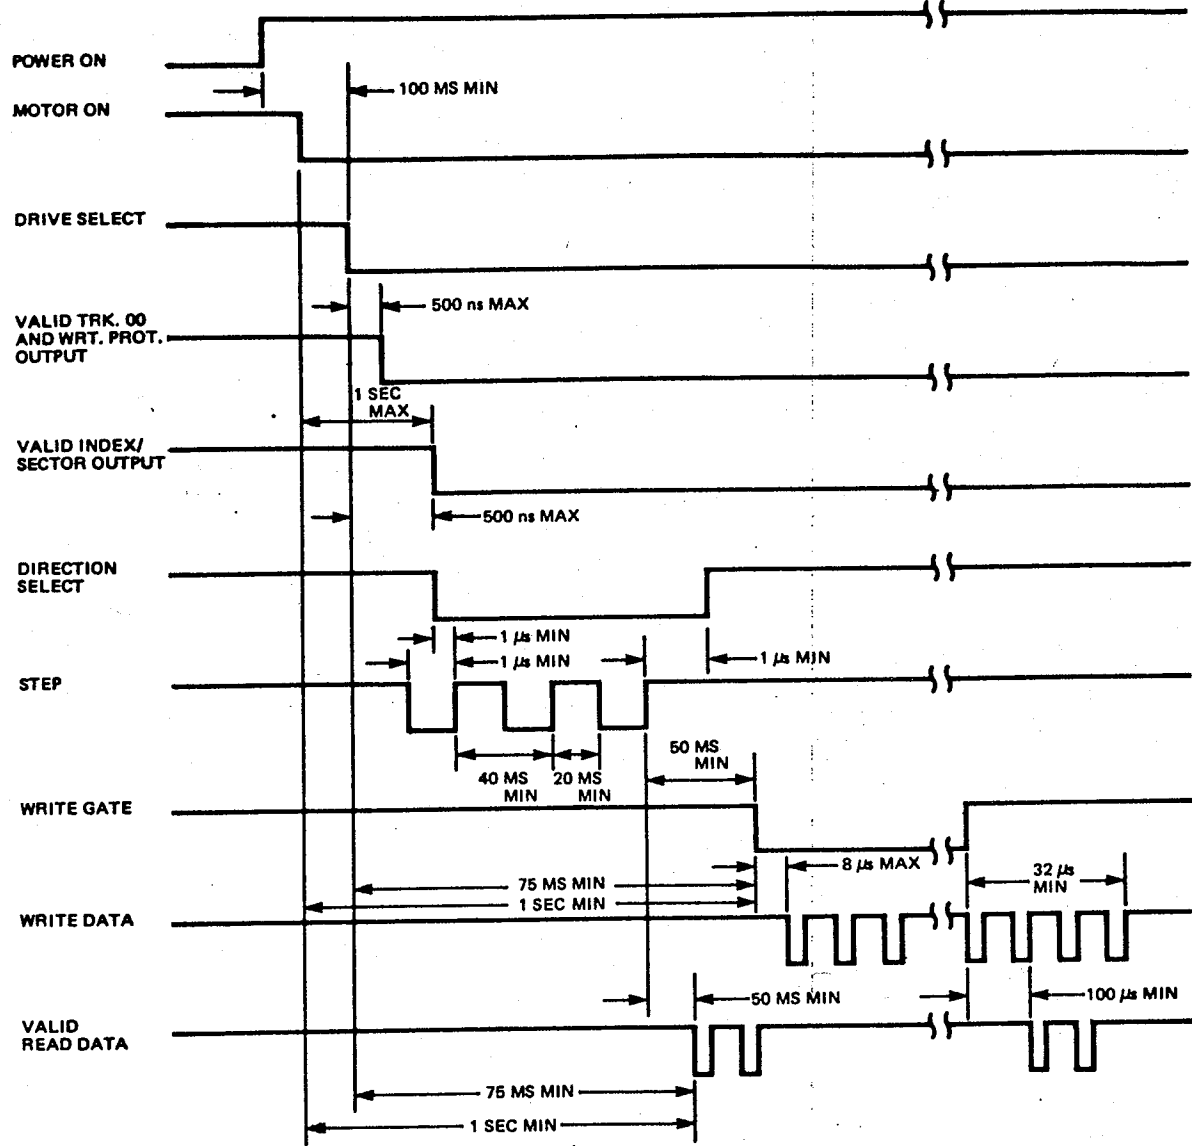 POWER ON
100 MS MIN
MOTOR ON
DRIVE SELECT
500 ns MAX
VALID TRK. 00
AND WRT. PROT.
OUTPUT
1 SEC
MAX
VALID INDEX/
SECTOR OUTPUT
500 ns MAX
DIRECTION
SELECT
1 µs MIN
1 µs MIN
1 µs MIN
STEP
50 MS
MIN
40 MS
MIN
20 MS
MIN
WRITE GATE
8 µs MAX
32 µs
MIN
75 MS MIN
1 SEC MIN
WRITE DATA
50 MS MIN
100 µs MIN
VALID
READ DATA
75 MS MIN
1 SEC MIN